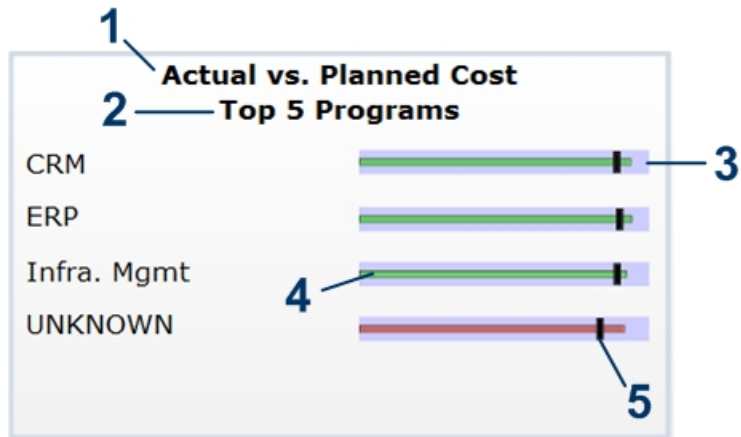 1
Actual vs. Planned Cost
2 Top 5 Programs
CRM 3
ERP
Infra. Mgmt 4
UNKNOWN
5